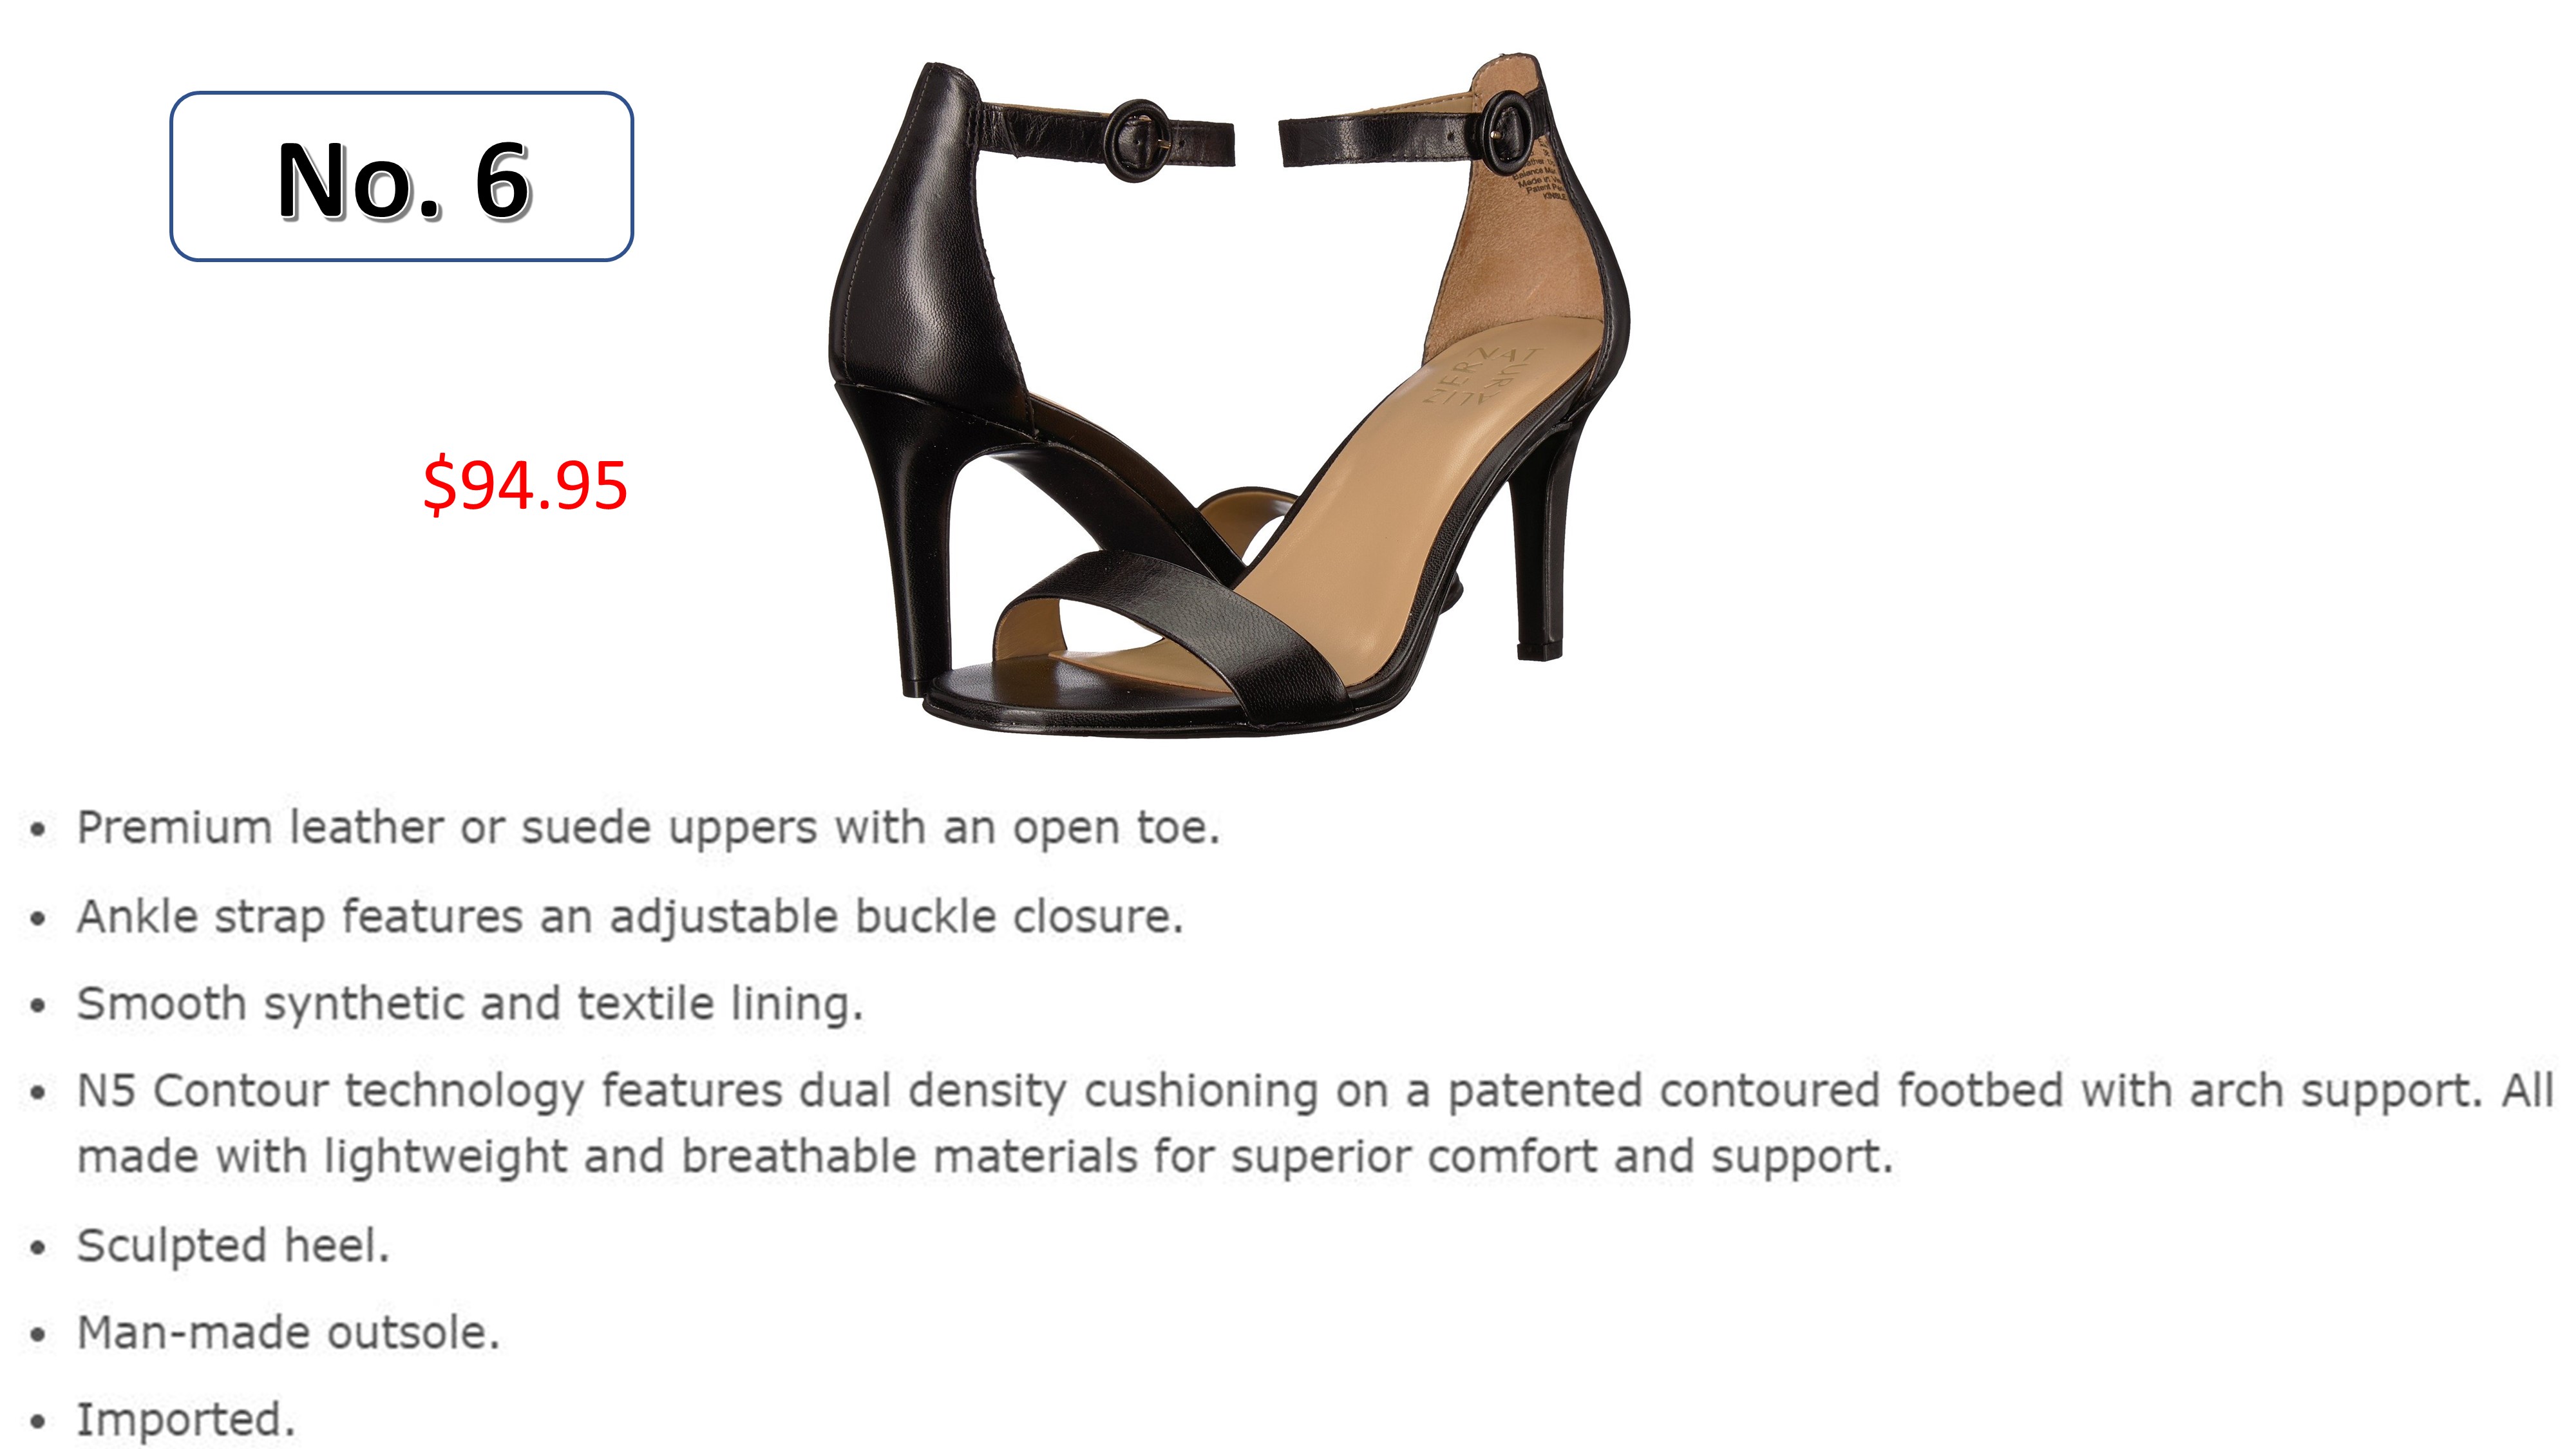 No. 6
$94.95
Made in
• Premium leather or suede uppers with an open toe.
• Ankle strap features an adjustable buckle closure.
• Smooth synthetic and textile lining.
• N5 Contour technology features dual density cushioning on a patented contoured footbed with arch support. All
made with lightweight and breathable materials for superior comfort and support.
• Sculpted heel.
• Man-made outsole.
• Imported.